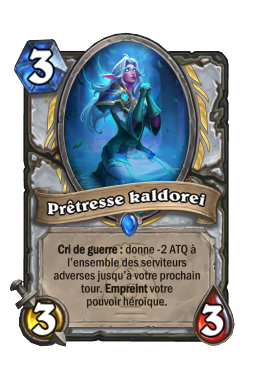 3
Prêtresse kaldorei
Cri de guerre : donne -2 ATQ à
l'ensemble des serviteurs
adverses jusqu'à votre prochain
tour. Empreint votre
pouvoir héroïque.
3
3